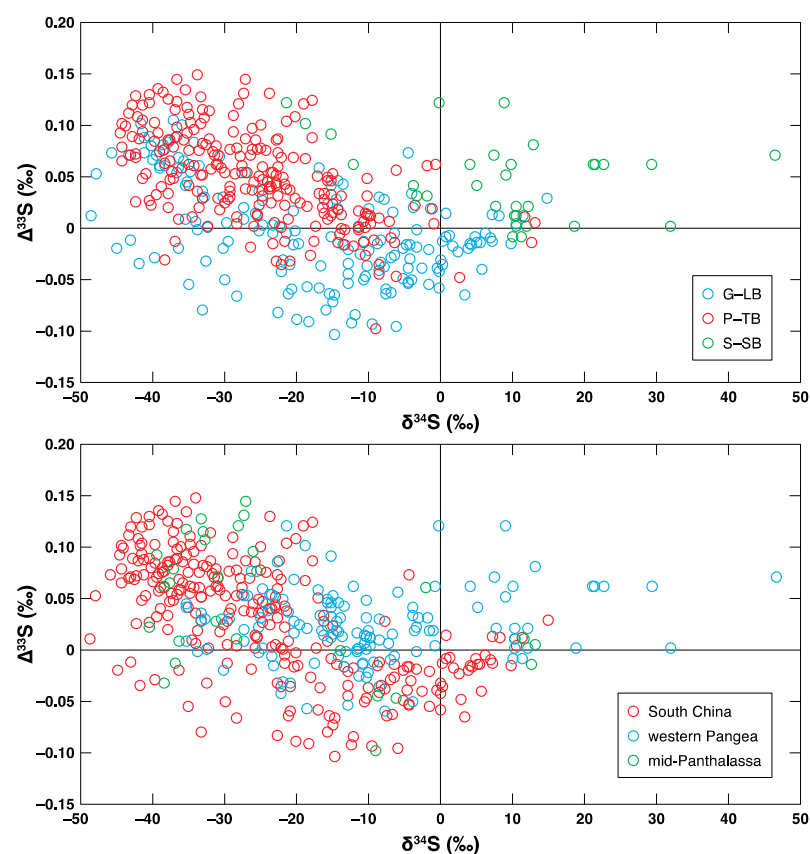 0.20
0.15
0.10
0.05
0
−0.05
−0.10
−0.15
Δ³³S (‰)
−50 −40 −30 −20 −10 0 10 20 30 40 50
δ³⁴S (‰)
G–LB
P–TB
S–SB
0.20
0.15
0.10
0.05
0
−0.05
−0.10
−0.15
Δ³³S (‰)
−50 −40 −30 −20 −10 0 10 20 30 40 50
δ³⁴S (‰)
South China
western Pangea
mid-Panthalassa